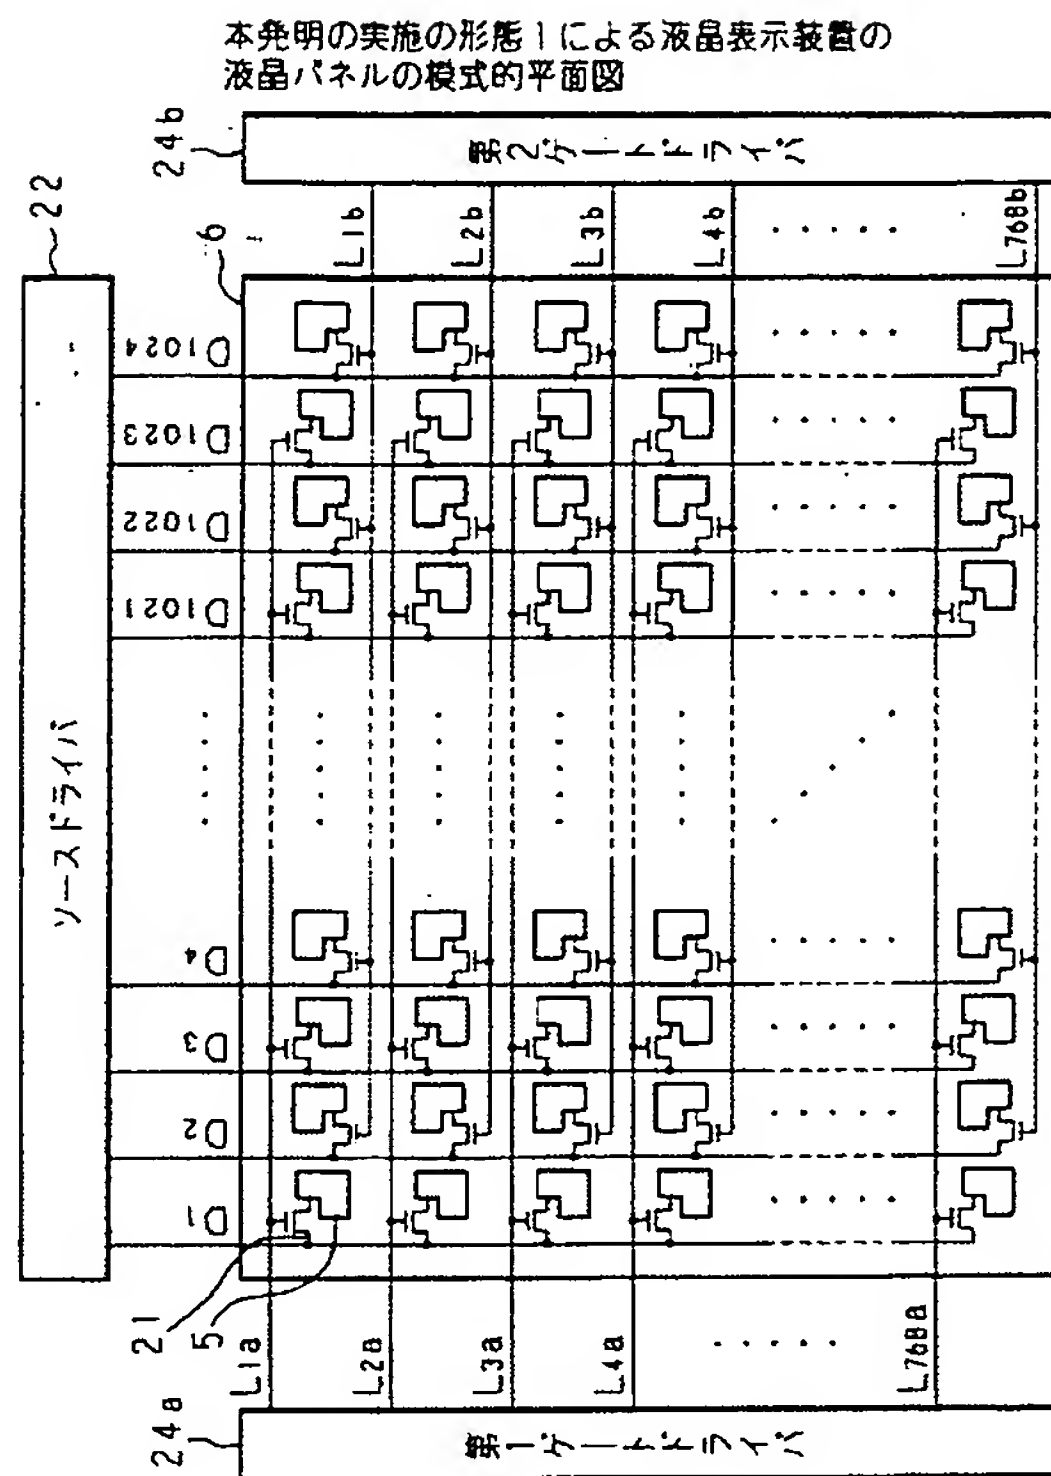 本発明の実施の形態1による液晶表示装置の
液晶パネルの模式的平面図
24b
第2ゲートドライバ
22
ソースドライバ
6
L1b
L2b
L3b
L4b
L768b
D1024
D1023
D1022
D1021
D4
D3
D2
D1
21
5
L1a
L2a
L3a
L4a
L768a
24a
第1ゲートドライバ